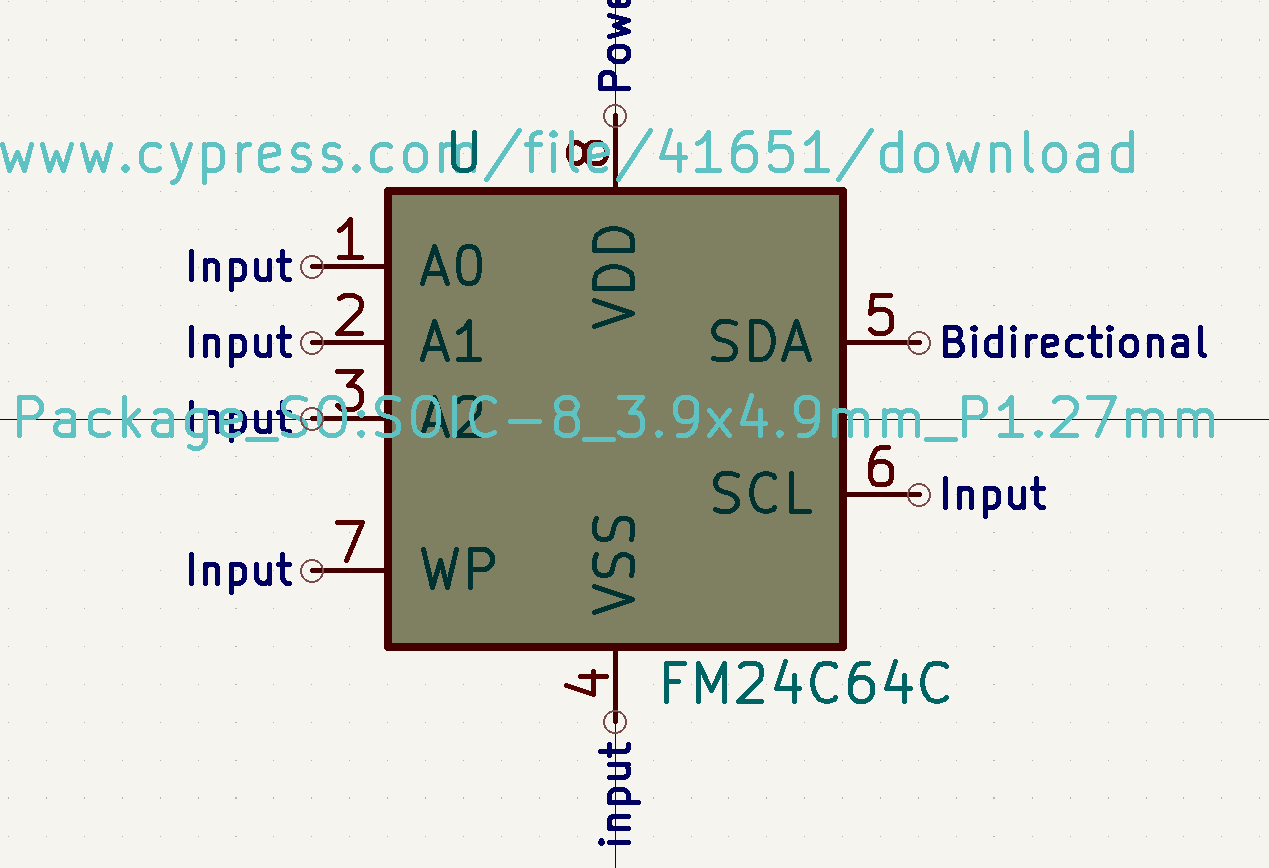 Powe
www.cypress.com/file/41651/download
U
8
1
Input
A0
VDD
2
Input
A1
SDA
5
Bidirectional
3
Input
A2
Package_SO:SOIC-8_3.9x4.9mm_P1.27mm
SCL
6
Input
7
Input
WP
VSS
4
FM24C64C
input